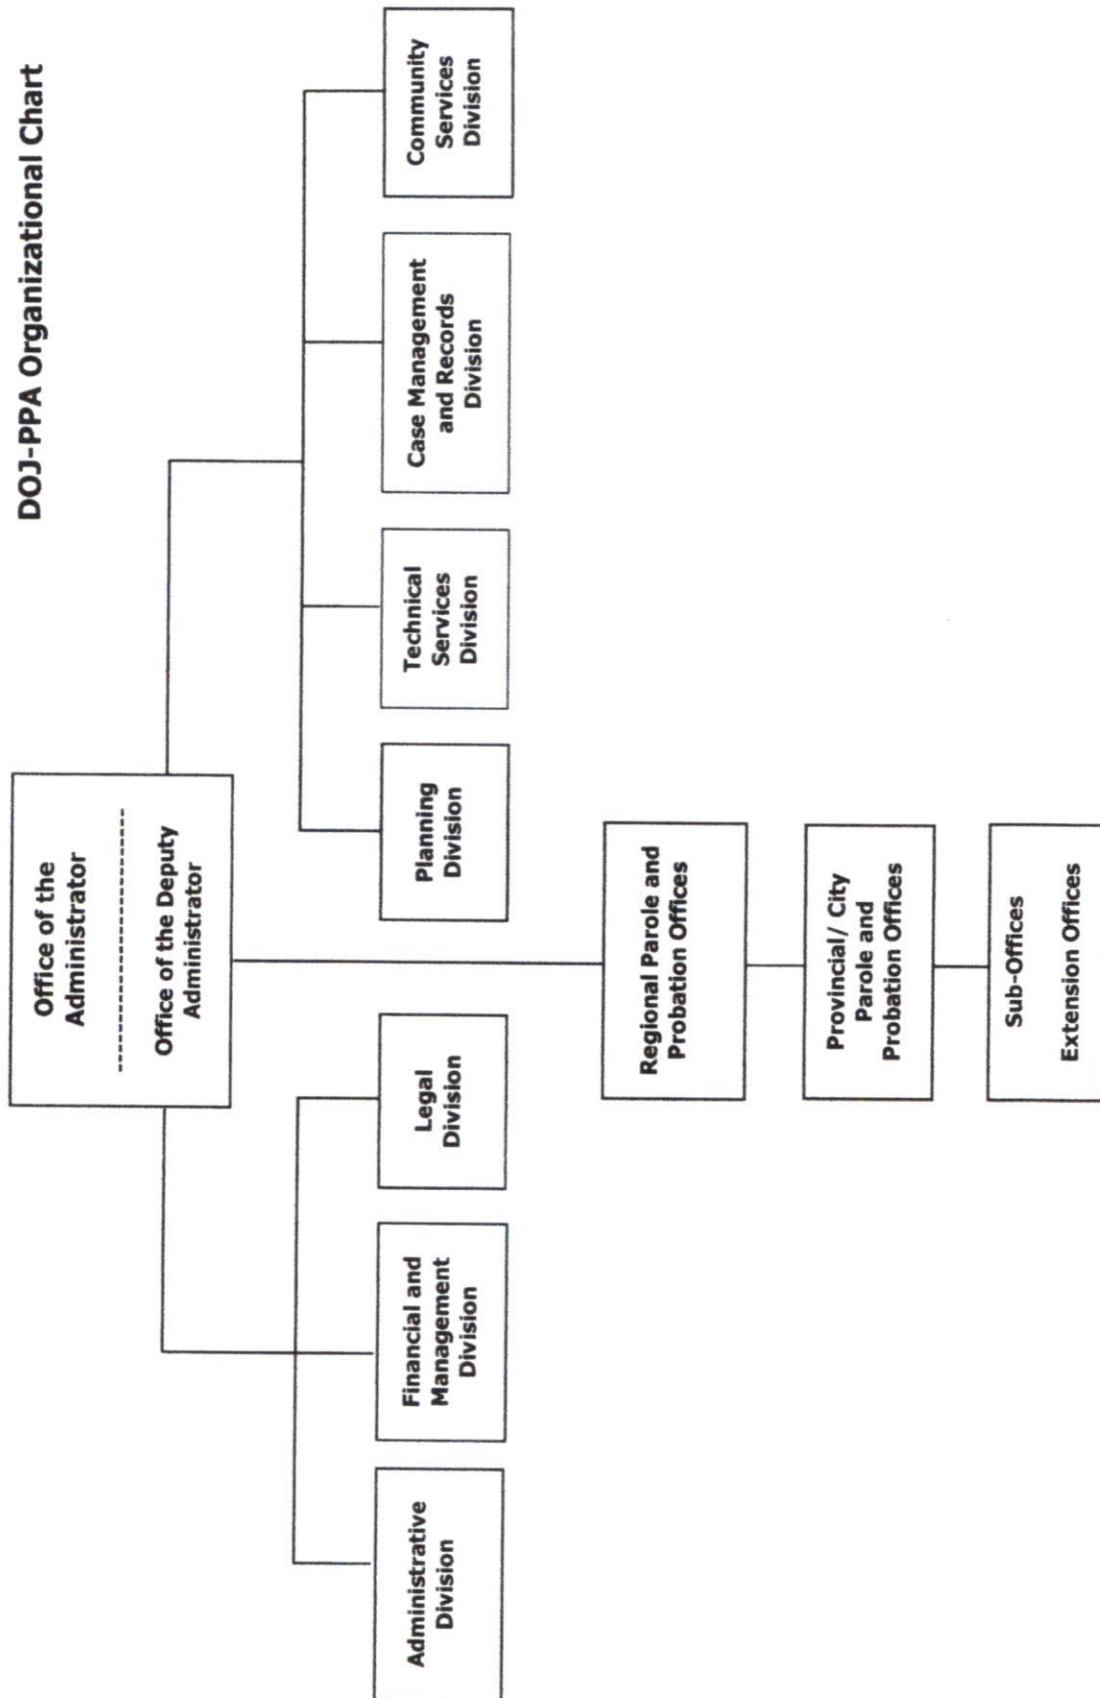 DOJ-PPA Organizational Chart
Office of the
Administrator
Office of the Deputy
Administrator
Administrative
Division
Financial and
Management
Division
Legal
Division
Planning
Division
Technical
Services
Division
Case Management
and Records
Division
Community
Services
Division
Regional Parole and
Probation Offices
Provincial/ City
Parole and
Probation Offices
Sub-Offices
Extension Offices